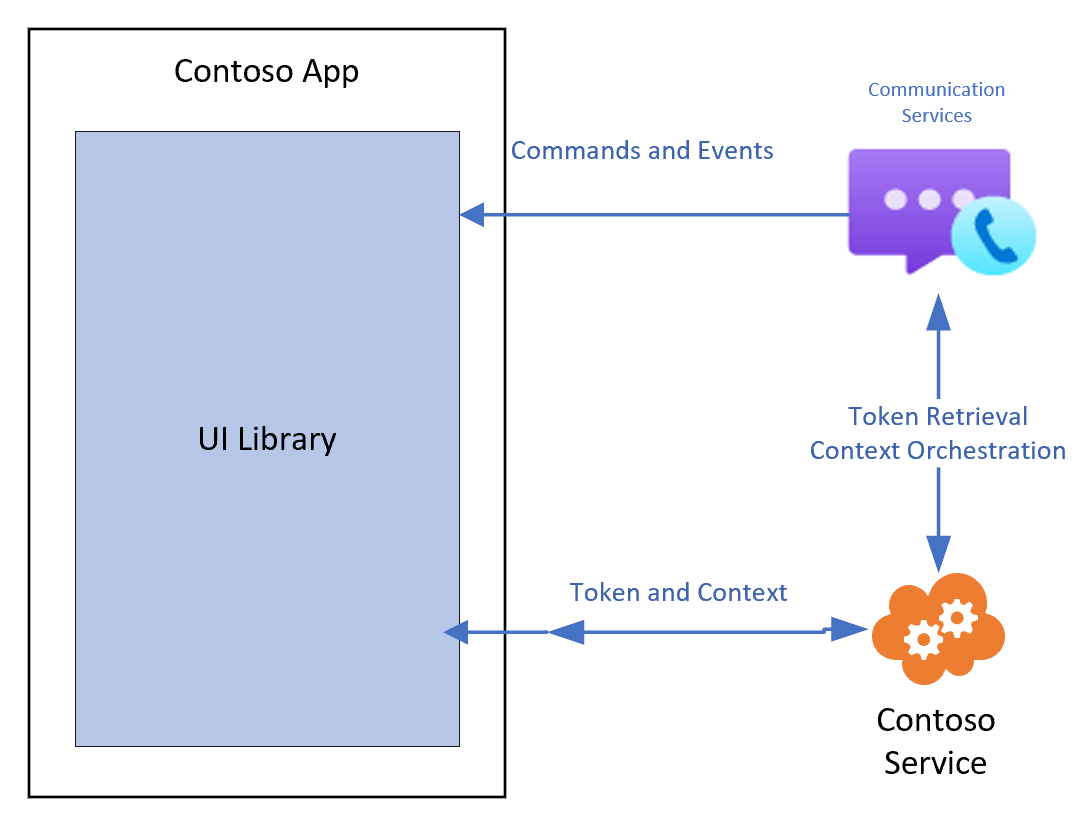 Contoso App
Communication
Services
Commands and Events
UI Library
Token Retrieval
Context Orchestration
Token and Context
Contoso
Service